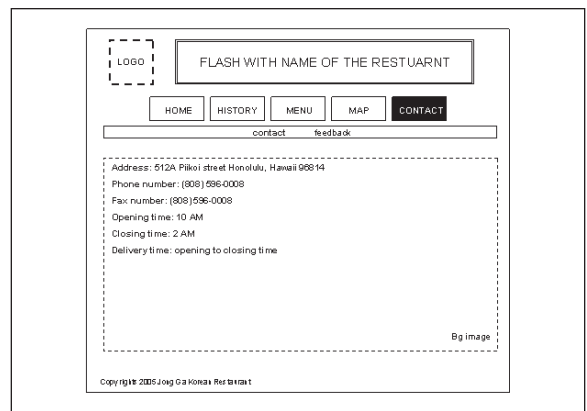 LOGO
FLASH WITH NAME OF THE RESTUARNT
HOME HISTORY MENU MAP CONTACT
contact feedback
Address: 512A Piikoi street Honolulu, Hawaii 96814
Phone number: (808) 596-0008
Fax number: (808)596-0008
Opening time: 10 AM
Closing time: 2 AM
Delivery time: opening to closing time
Bg image
Copy rights 2005 Jong Ga Korean Restaurant